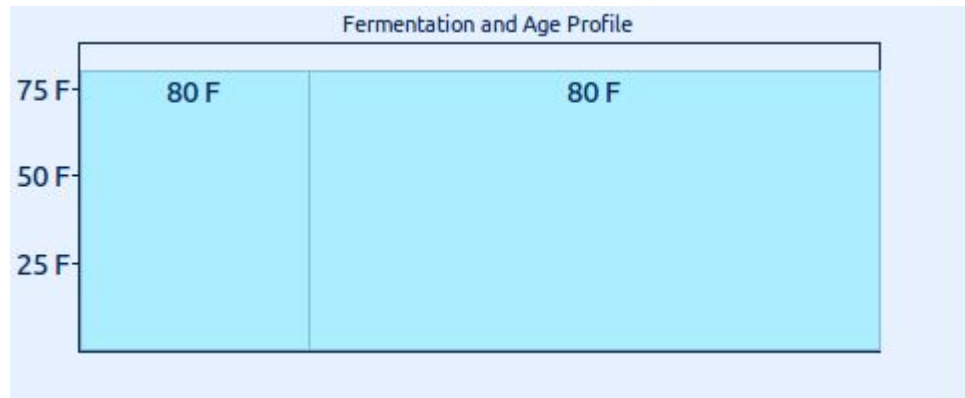 Fermentation and Age Profile
75 F
80 F
80 F
50 F
25 F